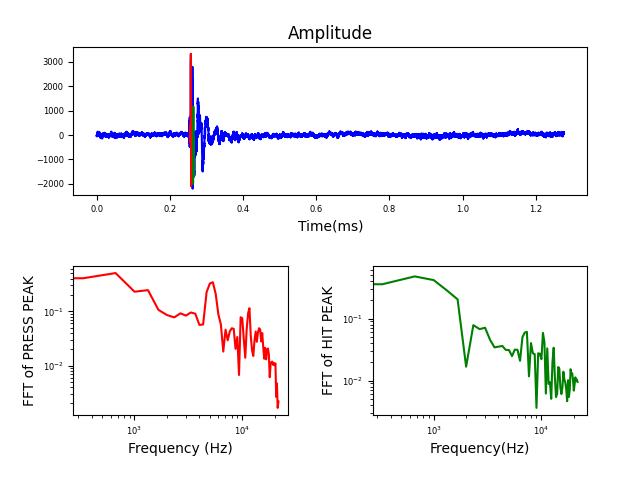 Amplitude
3000
2000
1000
0
−1000
−2000
0.0 0.2 0.4 0.6 0.8 1.0 1.2
Time(ms)
FFT of PRESS PEAK
10⁻¹
10⁻²
10³ 10⁴
Frequency (Hz)
FFT of HIT PEAK
10⁻¹
10⁻²
10³ 10⁴
Frequency(Hz)